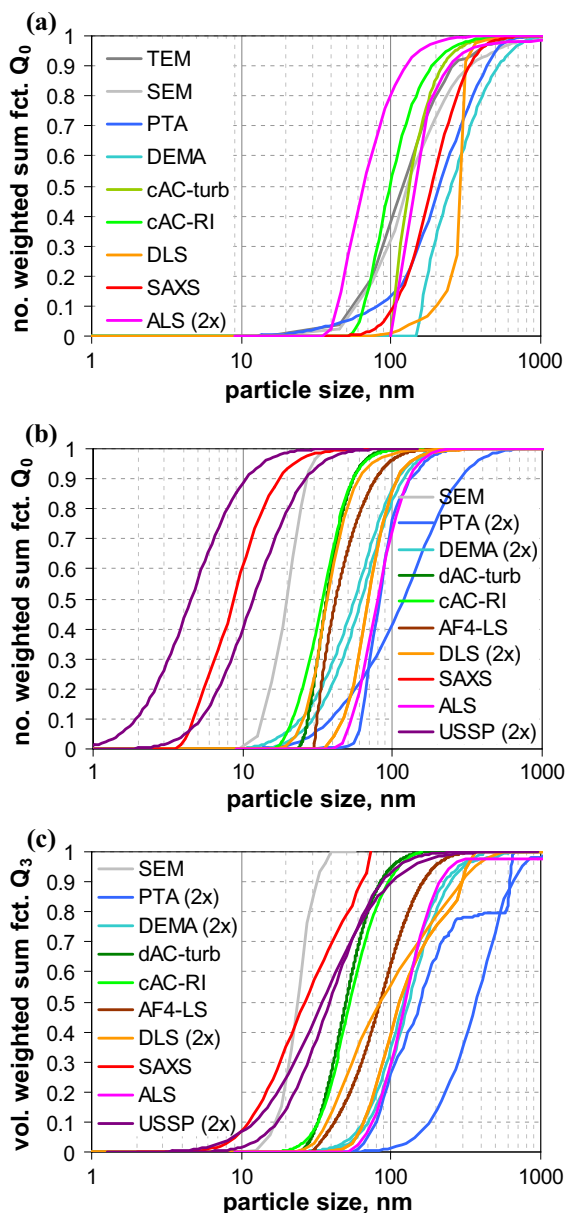 (a)
no. weighted sum fct. Q0
1
0.9
0.8
0.7
0.6
0.5
0.4
0.3
0.2
0.1
0
TEM
SEM
PTA
DEMA
cAC-turb
cAC-RI
DLS
SAXS
ALS (2x)
1 10 100 1000
particle size, nm
(b)
no. weighted sum fct. Q0
1
0.9
0.8
0.7
0.6
0.5
0.4
0.3
0.2
0.1
0
SEM
PTA (2x)
DEMA (2x)
dAC-turb
cAC-RI
AF4-LS
DLS (2x)
SAXS
ALS
USSP (2x)
1 10 100 1000
particle size, nm
(c)
vol. weighted sum fct. Q3
1
0.9
0.8
0.7
0.6
0.5
0.4
0.3
0.2
0.1
0
SEM
PTA (2x)
DEMA (2x)
dAC-turb
cAC-RI
AF4-LS
DLS (2x)
SAXS
ALS
USSP (2x)
1 10 100 1000
particle size, nm